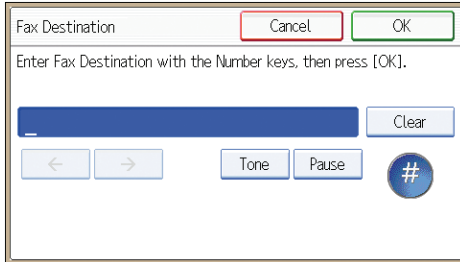 Fax Destination Cancel OK
Enter Fax Destination with the Number keys, then press [OK].
_ Clear
← → Tone Pause #